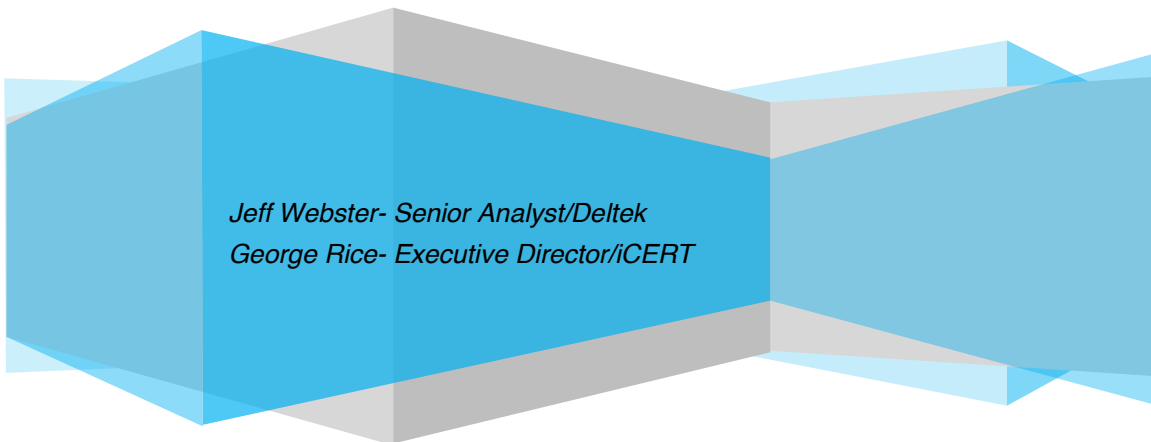 Jeff Webster- Senior Analyst/Deltek
George Rice- Executive Director/iCERT